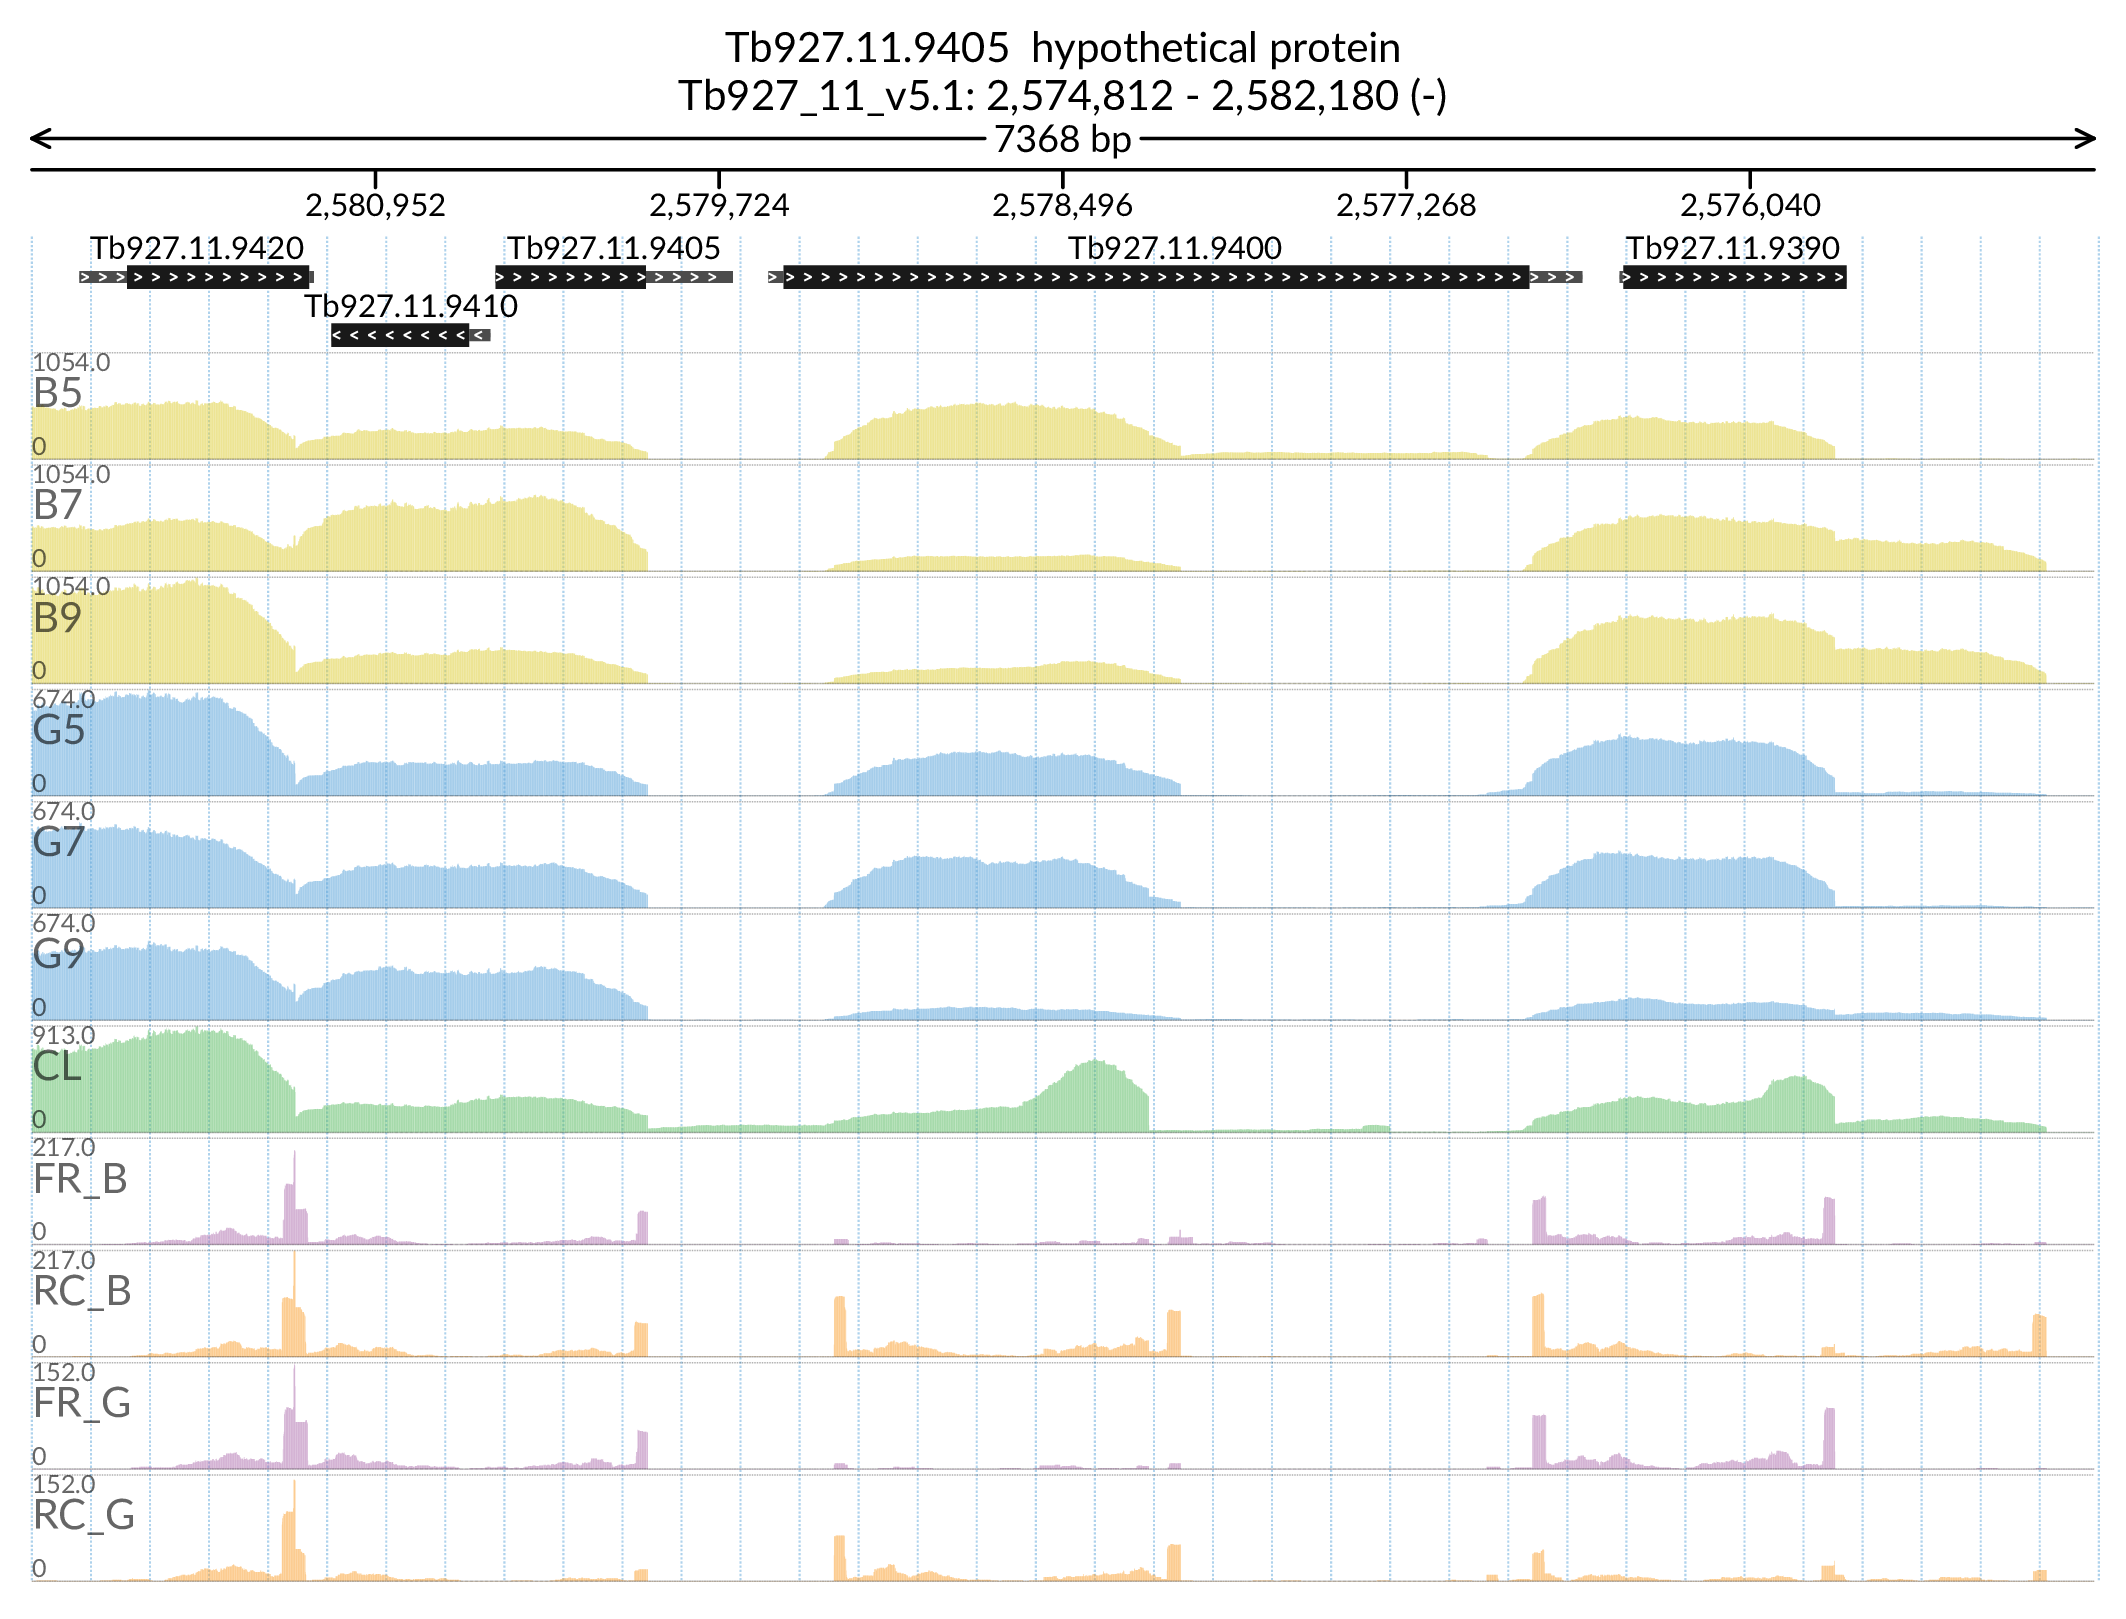 Tb927.11.9405  hypothetical protein
Tb927_11_v5.1: 2,574,812 - 2,582,180 (-)
7368 bp
2,580,952 2,579,724 2,578,496 2,577,268 2,576,040
Tb927.11.9420 Tb927.11.9405 Tb927.11.9400 Tb927.11.9390
Tb927.11.9410
1054.0
B5
0
1054.0
B7
0
1054.0
B9
0
674.0
G5
0
674.0
G7
0
674.0
G9
0
913.0
CL
0
217.0
FR_B
0
217.0
RC_B
0
152.0
FR_G
0
152.0
RC_G
0